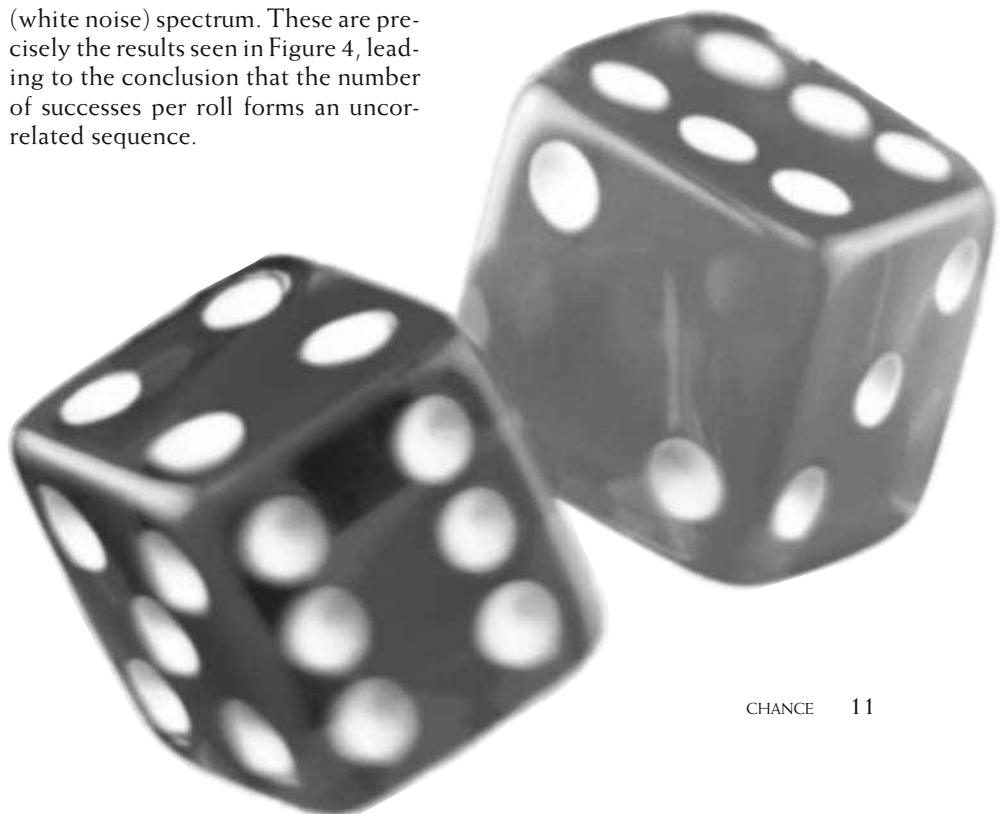 (white noise) spectrum. These are pre-
cisely the results seen in Figure 4, lead-
ing to the conclusion that the number
of successes per roll forms an uncor-
related sequence.
CHANCE 11